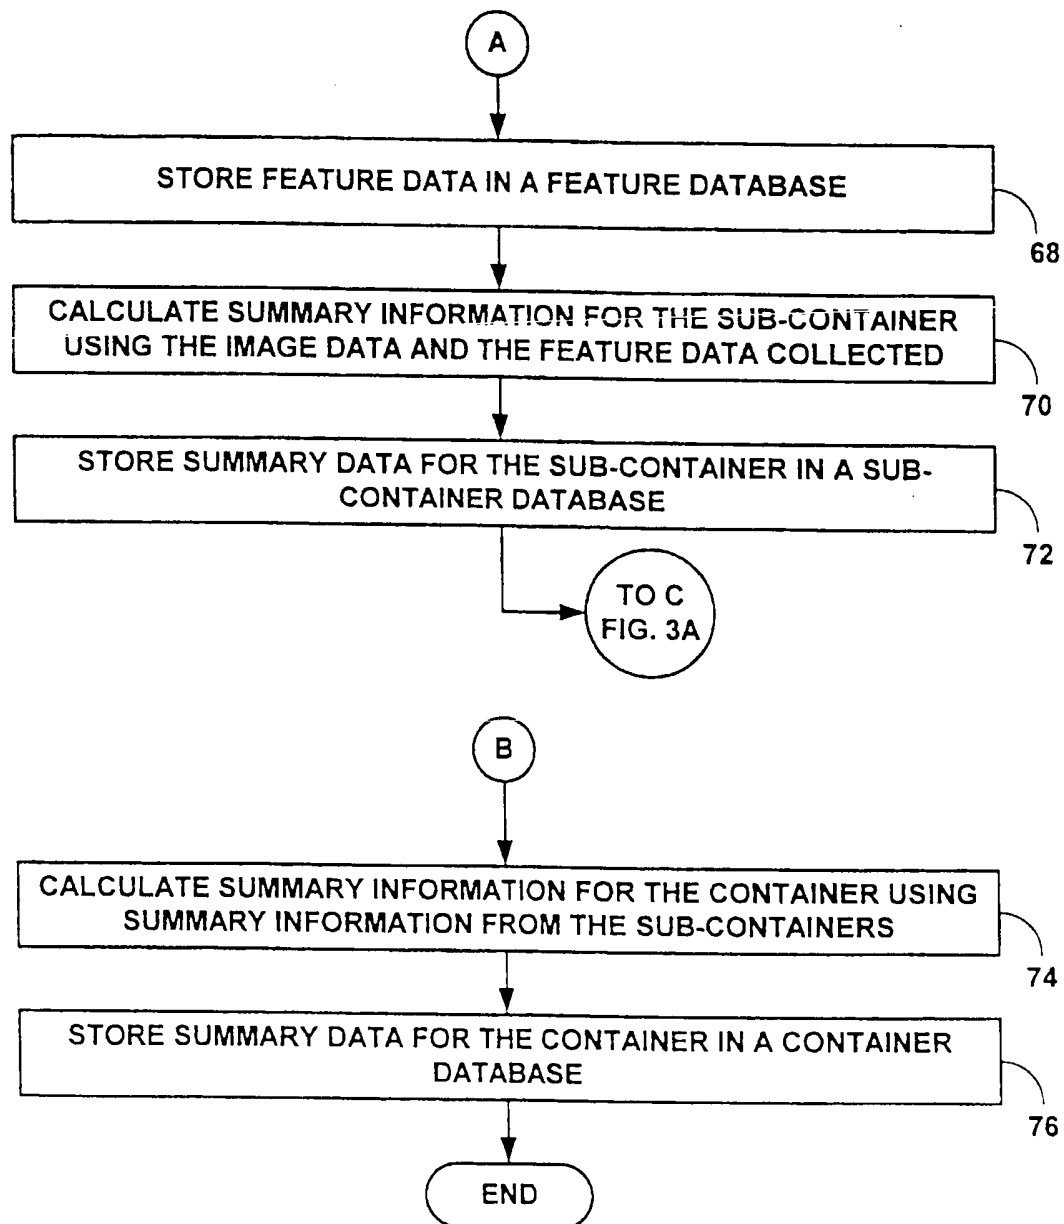 A
STORE FEATURE DATA IN A FEATURE DATABASE
68
CALCULATE SUMMARY INFORMATION FOR THE SUB-CONTAINER
USING THE IMAGE DATA AND THE FEATURE DATA COLLECTED
70
STORE SUMMARY DATA FOR THE SUB-CONTAINER IN A SUB-
CONTAINER DATABASE
72
TO C
FIG. 3A
B
CALCULATE SUMMARY INFORMATION FOR THE CONTAINER USING
SUMMARY INFORMATION FROM THE SUB-CONTAINERS
74
STORE SUMMARY DATA FOR THE CONTAINER IN A CONTAINER
DATABASE
76
END